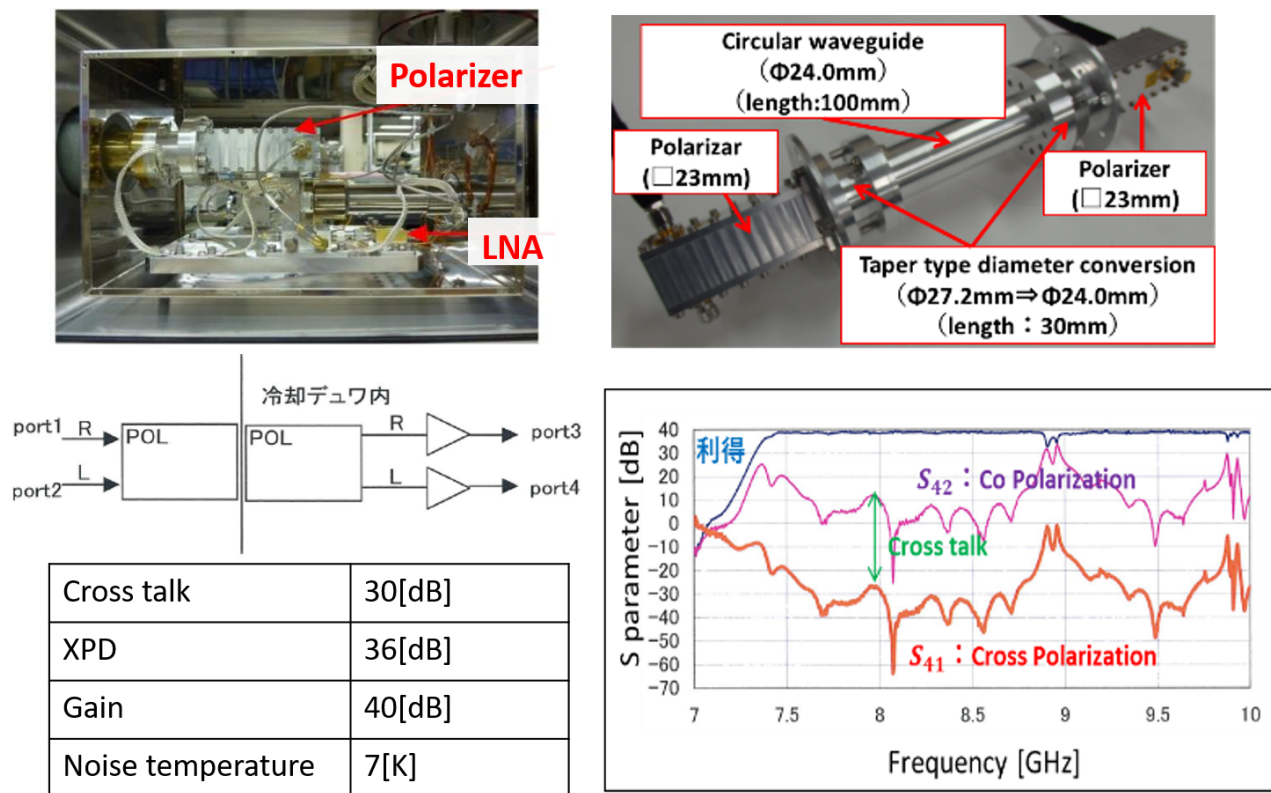 Polarizer
LNA
Circular waveguide
（Φ24.0mm）
（length:100mm）
Polarizar
(□23mm)
Polarizer
(□23mm)
Taper type diameter conversion
（Φ27.2mm⇒Φ24.0mm）
（length：30mm）
冷却デュワ内
port1
R
POL
POL
R
port3
port2
L
L
port4
Cross talk 30[dB]
XPD 36[dB]
Gain 40[dB]
Noise temperature 7[K]
S parameter [dB]
40
30
20
10
0
-10
-20
-30
-40
-50
-60
-70
利得
S42：Co Polarization
Cross talk
S41：Cross Polarization
7 7.5 8 8.5 9 9.5 10
Frequency [GHz]